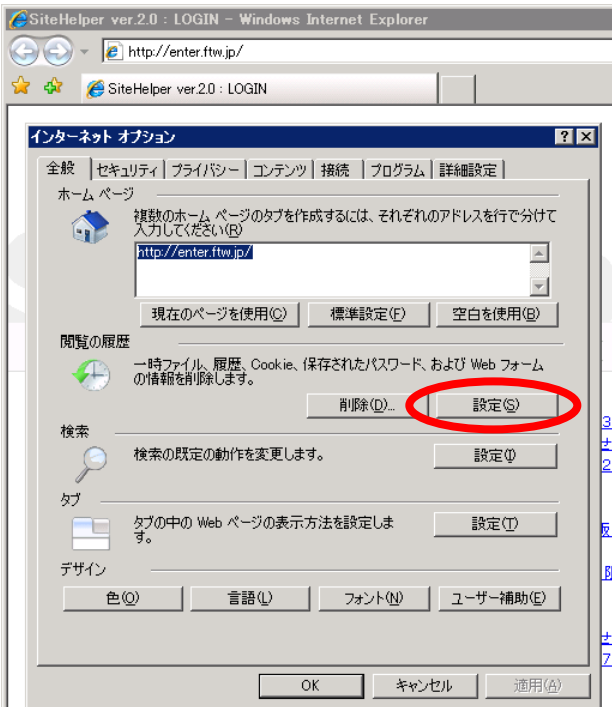 SiteHelper ver.2.0 : LOGIN - Windows Internet Explorer
http://enter.ftw.jp/
SiteHelper ver.2.0 : LOGIN
インターネット オプション
全般 セキュリティ プライバシー コンテンツ 接続 プログラム 詳細設定
ホーム ページ
複数のホーム ページのタブを作成するには、それぞれのアドレスを行で分けて
入力してください(R)
http://enter.ftw.jp/
現在のページを使用(C) 標準設定(F) 空白を使用(B)
閲覧の履歴
一時ファイル、履歴、Cookie、保存されたパスワード、および Web フォーム
の情報を削除します。
削除(D)... 設定(S)
検索
検索の既定の動作を変更します。
設定(I)
タブ
タブの中の Web ページの表示方法を設定しま
す。
設定(T)
デザイン
色(O) 言語(L) フォント(N) ユーザー補助(E)
OK キャンセル 適用(A)